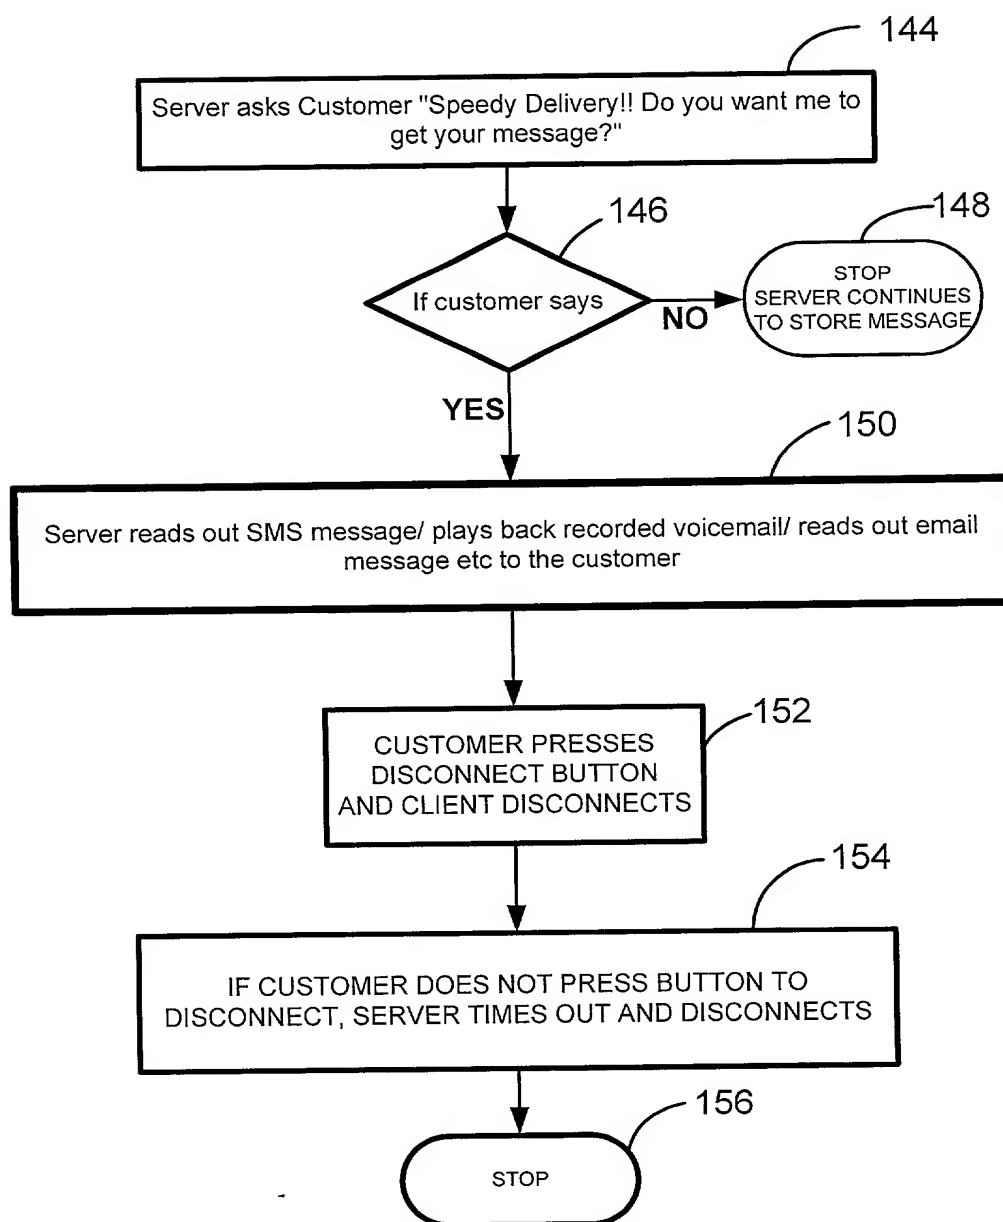 144
Server asks Customer "Speedy Delivery!! Do you want me to
get your message?"
146
148
If customer says
NO
STOP
SERVER CONTINUES
TO STORE MESSAGE
YES
150
Server reads out SMS message/ plays back recorded voicemail/ reads out email
message etc to the customer
152
CUSTOMER PRESSES
DISCONNECT BUTTON
AND CLIENT DISCONNECTS
154
IF CUSTOMER DOES NOT PRESS BUTTON TO
DISCONNECT, SERVER TIMES OUT AND DISCONNECTS
156
STOP